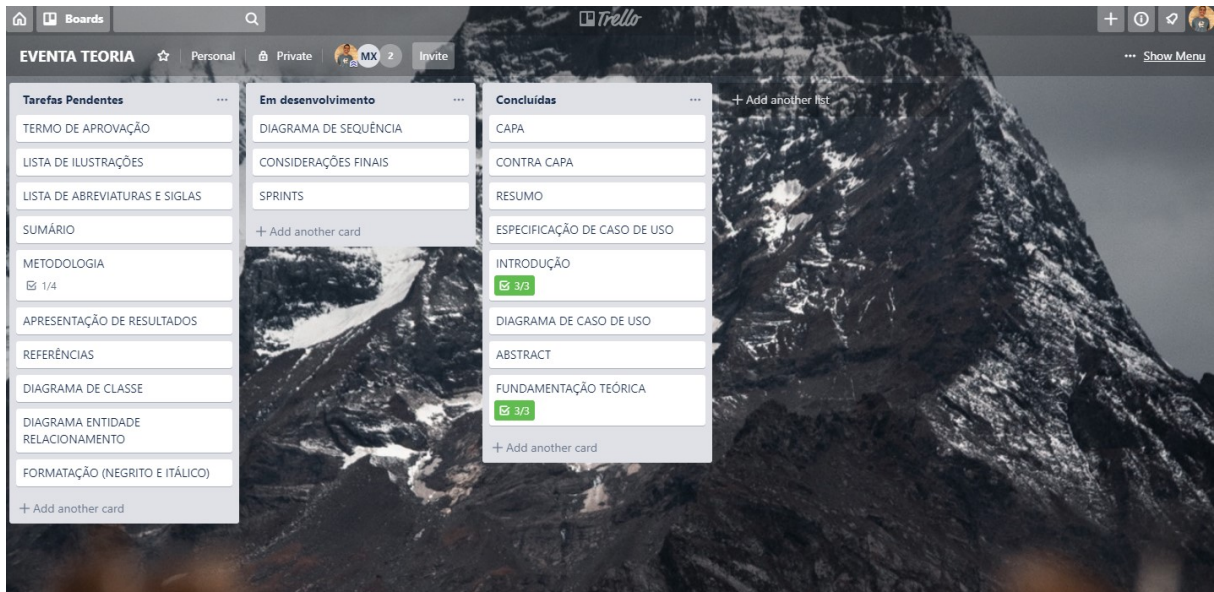 Boards
Trello
EVENTA TEORIA
Personal
Private
MX
2
Invite
... Show Menu
Tarefas Pendentes
TERMO DE APROVAÇÃO
LISTA DE ILUSTRAÇÕES
LISTA DE ABREVIATURAS E SIGLAS
SUMÁRIO
METODOLOGIA
1/4
APRESENTAÇÃO DE RESULTADOS
REFERÊNCIAS
DIAGRAMA DE CLASSE
DIAGRAMA ENTIDADE
RELACIONAMENTO
FORMATAÇÃO (NEGRITO E ITÁLICO)
+ Add another card
Em desenvolvimento
DIAGRAMA DE SEQUÊNCIA
CONSIDERAÇÕES FINAIS
SPRINTS
+ Add another card
Concluídas
CAPA
CONTRA CAPA
RESUMO
ESPECIFICAÇÃO DE CASO DE USO
INTRODUÇÃO
3/3
DIAGRAMA DE CASO DE USO
ABSTRACT
FUNDAMENTAÇÃO TEÓRICA
3/3
+ Add another card
+ Add another list